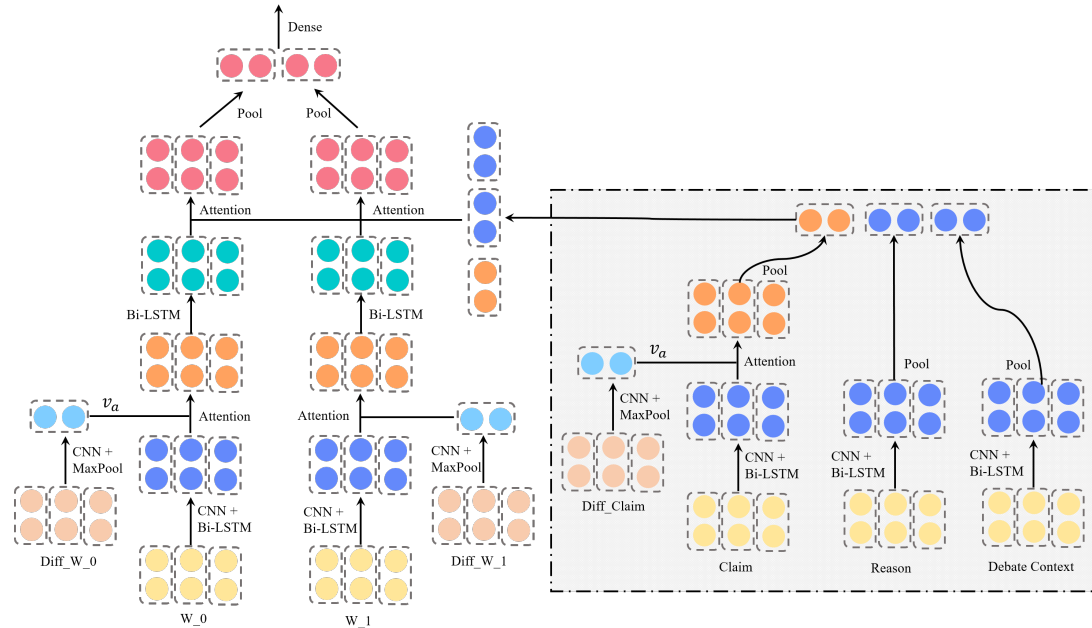 Dense
Pool
Pool
Attention
Attention
Bi-LSTM
Bi-LSTM
v_a
Attention
Attention
CNN +
MaxPool
CNN +
MaxPool
CNN +
Bi-LSTM
CNN +
Bi-LSTM
Diff_W_0
Diff_W_1
W_0
W_1
Pool
v_a
Attention
Pool
Pool
CNN +
MaxPool
CNN +
Bi-LSTM
CNN +
Bi-LSTM
CNN +
Bi-LSTM
Diff_Claim
Claim
Reason
Debate Context